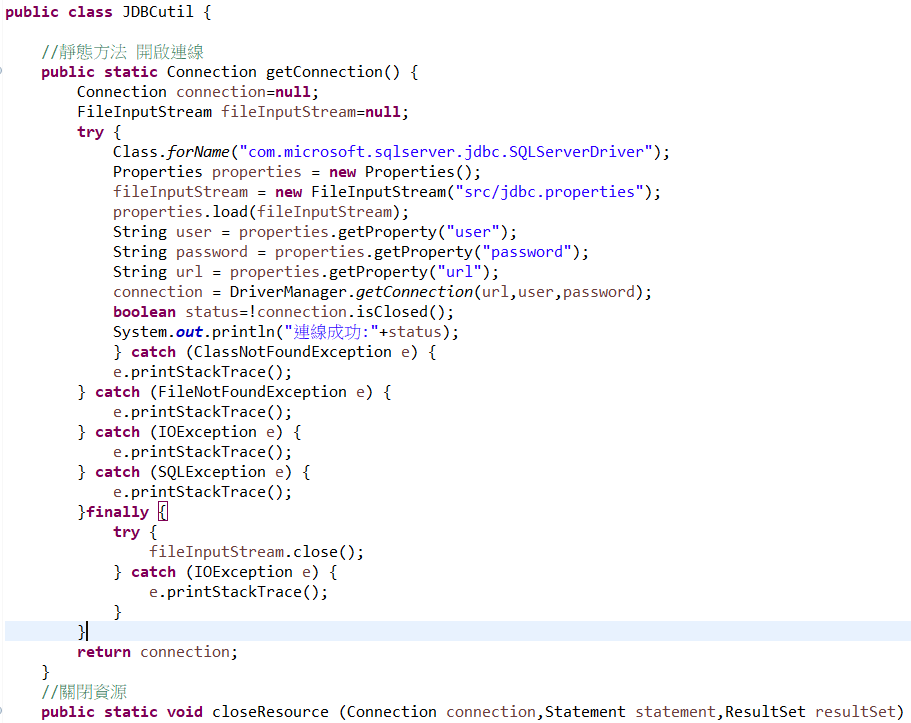 public class JDBCutil {
//靜態方法 開啟連線
public static Connection getConnection() {
Connection connection=null;
FileInputStream fileInputStream=null;
try {
Class.forName("com.microsoft.sqlserver.jdbc.SQLServerDriver");
Properties properties = new Properties();
fileInputStream = new FileInputStream("src/jdbc.properties");
properties.load(fileInputStream);
String user = properties.getProperty("user");
String password = properties.getProperty("password");
String url = properties.getProperty("url");
connection = DriverManager.getConnection(url,user,password);
boolean status=!connection.isClosed();
System.out.println("連線成功:"+status);
} catch (ClassNotFoundException e) {
e.printStackTrace();
} catch (FileNotFoundException e) {
e.printStackTrace();
} catch (IOException e) {
e.printStackTrace();
} catch (SQLException e) {
e.printStackTrace();
}finally {
try {
fileInputStream.close();
} catch (IOException e) {
e.printStackTrace();
}
}
return connection;
}
//關閉資源
public static void closeResource (Connection connection,Statement statement,ResultSet resultSet)